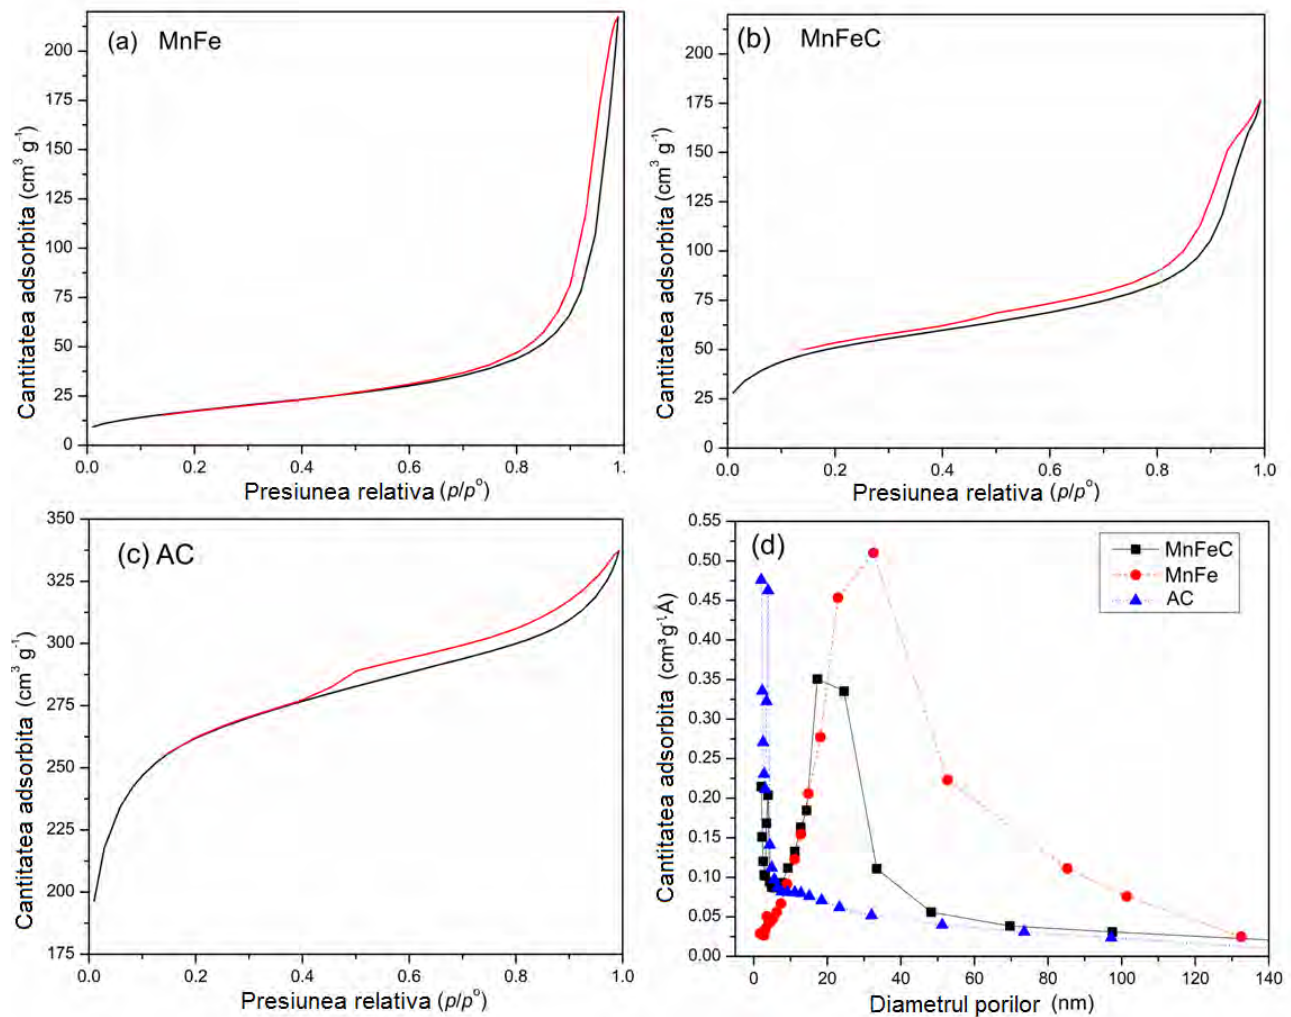 (a) MnFe
Cantitatea adsorbita (cm³ g⁻¹)
200
175
150
125
100
75
50
25
0
0.0 0.2 0.4 0.6 0.8 1.0
Presiunea relativa (p/p°)
(b) MnFeC
Cantitatea adsorbita (cm³ g⁻¹)
200
175
150
125
100
75
50
25
0
0.0 0.2 0.4 0.6 0.8 1.0
Presiunea relativa (p/p°)
(c) AC
Cantitatea adsorbita (cm³ g⁻¹)
350
325
300
275
250
225
200
175
0.0 0.2 0.4 0.6 0.8 1.0
Presiunea relativa (p/p°)
(d)
MnFeC
MnFe
AC
Cantitatea adsorbita (cm³g⁻¹Å)
0.55
0.50
0.45
0.40
0.35
0.30
0.25
0.20
0.15
0.10
0.05
0.00
0 20 40 60 80 100 120 140
Diametrul porilor (nm)